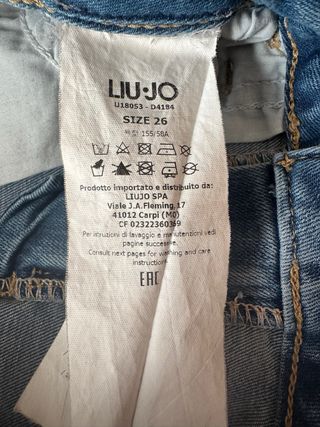 LIU·JO
U18053 - D4184
SIZE 26
155/58A
Prodotto importato e distribuito da:
LIUJO SPA
Viale J.A.Fleming,17
41012 Carpi (MO)
CF 02322360369
Per istruzioni di lavaggio e manutenzioni vedi
pagine successive.
Consult next pages for washing and care
instructions.
EAC